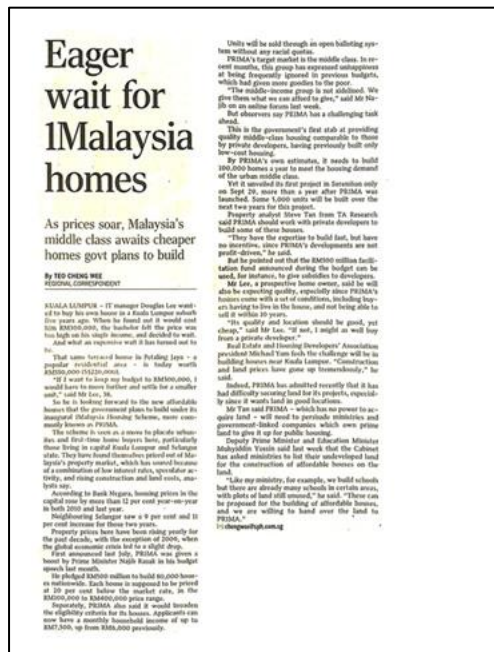 Eager
wait for
1Malaysia
homes
As prices soar, Malaysia's
middle class awaits cheaper
homes govt plans to build
By TEO CHENG WEE
REGIONAL CORRESPONDENT
KUALA LUMPUR – IT manager Douglas Lee want-
ed to buy his own house in a Kuala Lumpur suburb
five years ago. When he found out it would cost
him RM300,000, the bachelor felt the price was
too high on his single income, and decided to wait.
And what an expensive wait it has turned out to
be.
That same terraced house in Petaling Jaya – a
popular residential area – is today worth
"If I want to keep my budget to RM300,000, I
would have to move further and settle for a smaller
unit," said Mr Lee, 38.
So he is looking forward to the new affordable
homes that the government plans to build under its
inaugural 1Malaysia Housing Scheme, more com-
monly known as PRIMA.
The scheme is seen as a move to placate urban-
ites and first-time home buyers here, particularly
those living in capital Kuala Lumpur and Selangor
state. They have found themselves priced out of Ma-
laysia's property market, which has soared because
of a combination of low interest rates, speculator ac-
tivity, and rising construction and land costs, ana-
lysts say.
According to Bank Negara, housing prices in the
capital rose by more than 12 per cent year-on-year
in both 2010 and last year.
Neighbouring Selangor saw a 9 per cent and 11
per cent increase for those two years.
Property prices here have been rising yearly for
the past decade, with the exception of 2009, when
the global economic crisis led to a slight drop.
First announced last July, PRIMA was given a
boost by Prime Minister Najib Razak in his budget
speech last month.
He pledged RM500 million to build 80,000 hous-
es nationwide. Each house is supposed to be priced
at 20 per cent below the market rate, in the
RM100,000 to RM400,000 price range.
Separately, PRIMA also said it would broaden
the eligibility criteria for its houses. Applicants can
now have a monthly household income of up to
RM7,500, up from RM6,000 previously.
Units will be sold through an open balloting sys-
tem without any racial quotas.
PRIMA's target market is the middle class. In re-
cent months, this group has expressed unhappiness
at being frequently ignored in previous budgets,
which had given more goodies to the poor.
"The middle-income group is not sidelined. We
give them what we can afford to give," said Mr Na-
jib on an online forum last week.
But observers say PRIMA has a challenging task
ahead.
This is the government's first stab at providing
quality middle-class housing comparable to those
by private developers, having previously built only
low-cost housing.
By PRIMA's own estimates, it needs to build
100,000 homes a year to meet the housing demand
of the urban middle class.
Yet it unveiled its first project in Seremban only
on Sept 20, more than a year after PRIMA was
launched. Some 1,000 units will be built over the
next two years for this project.
Property analyst Steve Tan from TA Research
said PRIMA should work with private developers to
build some of these houses.
"They have the expertise to build fast, but have
no incentive, since PRIMA's developments are not
profit-driven," he said.
But he pointed out that the RM500 million facili-
tation fund announced during the budget can be
used, for instance, to give subsidies to developers.
Mr Lee, a prospective home owner, said he will
also be expecting quality, especially since PRIMA's
homes come with a set of conditions, including buy-
ers having to live in the house, and not being able to
sell it within 10 years.
"Its quality and location should be good, yet
cheap," said Mr Lee. "If not, I might as well buy
from a private developer."
Real Estate and Housing Developers' Association
president Michael Yam feels the challenge will be in
building houses near Kuala Lumpur. "Construction
and land prices have gone up tremendously," he
said.
Indeed, PRIMA has admitted recently that it has
had difficulty securing land for its projects, especial-
ly since it wants land in good locations.
Mr Tan said PRIMA – which has no power to ac-
quire land – will need to persuade ministries and
government-linked companies which own prime
land to give it up for public housing.
Deputy Prime Minister and Education Minister
Muhyiddin Yassin said last week that the Cabinet
has asked ministries to list their undeveloped land
for the construction of affordable houses on the
land.
"Like my ministry, for example, we build schools
but there are already many schools in certain areas,
with plots of land still unused," he said. "These can
be proposed for the building of affordable houses,
and we are willing to hand over the land to
PRIMA."
chengwee@sph.com.sg